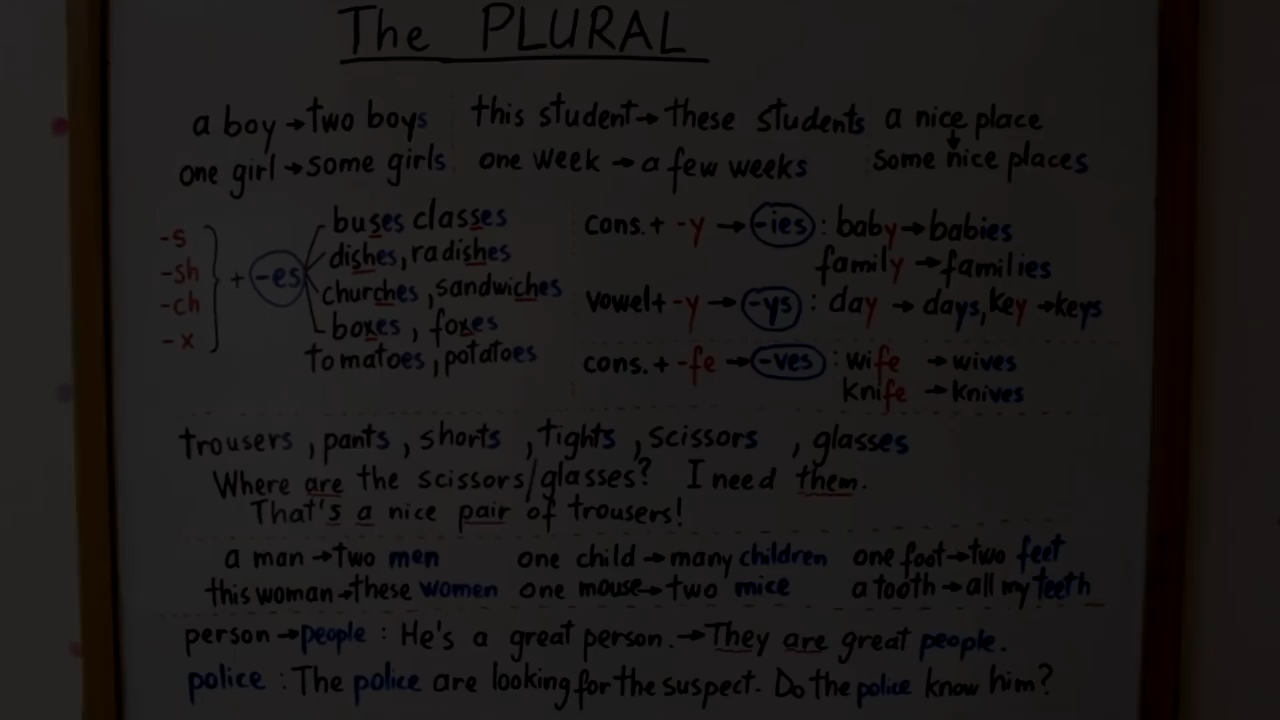 The PLURAL
a boy → two boys this student → these students a nice place
one girl → some girls one week → a few weeks some nice places
-s
-sh
-ch
-x
+ -es
buses classes
dishes, radishes
churches, sandwiches
boxes, foxes
tomatoes, potatoes
cons. + -y → -ies : baby → babies
family → families
vowel + -y → -ys : day → days, key → keys
cons. + -fe → -ves : wife → wives
knife → knives
trousers, pants, shorts, tights, scissors, glasses
Where are the scissors/glasses? I need them.
That's a nice pair of trousers!
a man → two men one child → many children one foot → two feet
this woman → these women one mouse → two mice a tooth → all my teeth
person → people : He's a great person. → They are great people.
police : The police are looking for the suspect. Do the police know him?